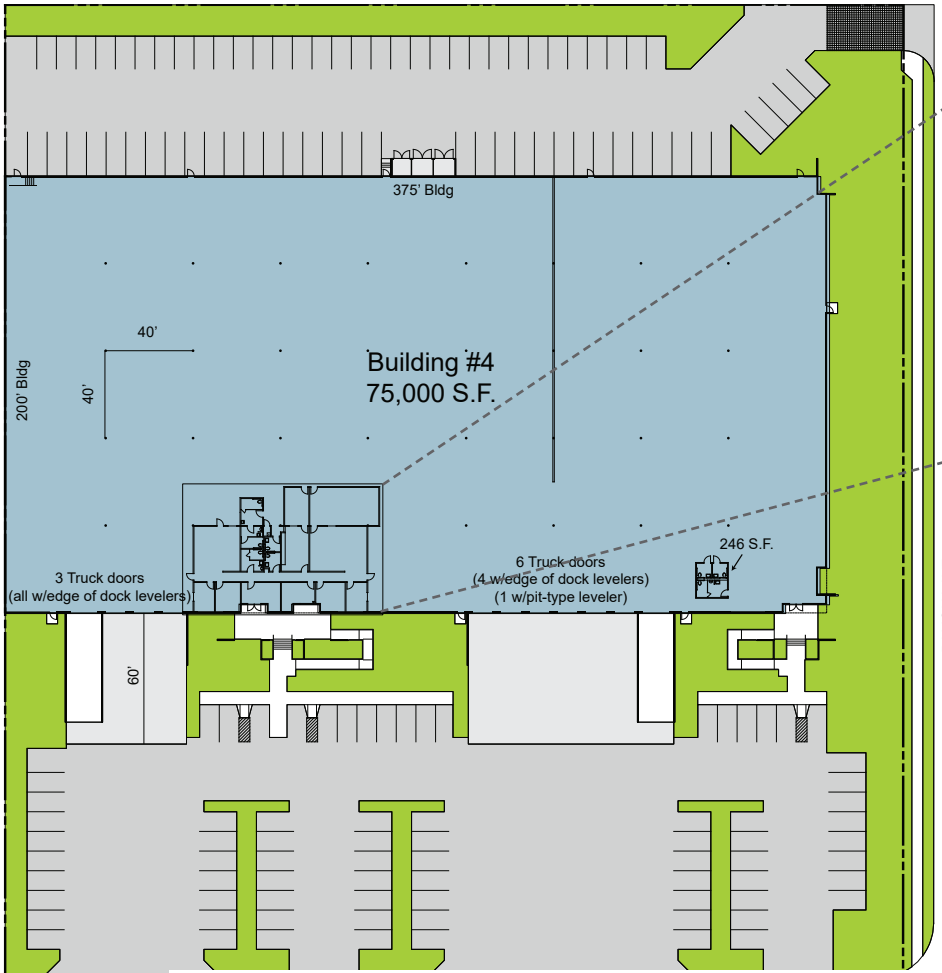 375’ Bldg
40’
Building #4
75,000 S.F.
200’ Bldg
40’
246 S.F.
6 Truck doors
(4 w/edge of dock levelers)
(1 w/pit-type leveler)
3 Truck doors
(all w/edge of dock levelers)
60’